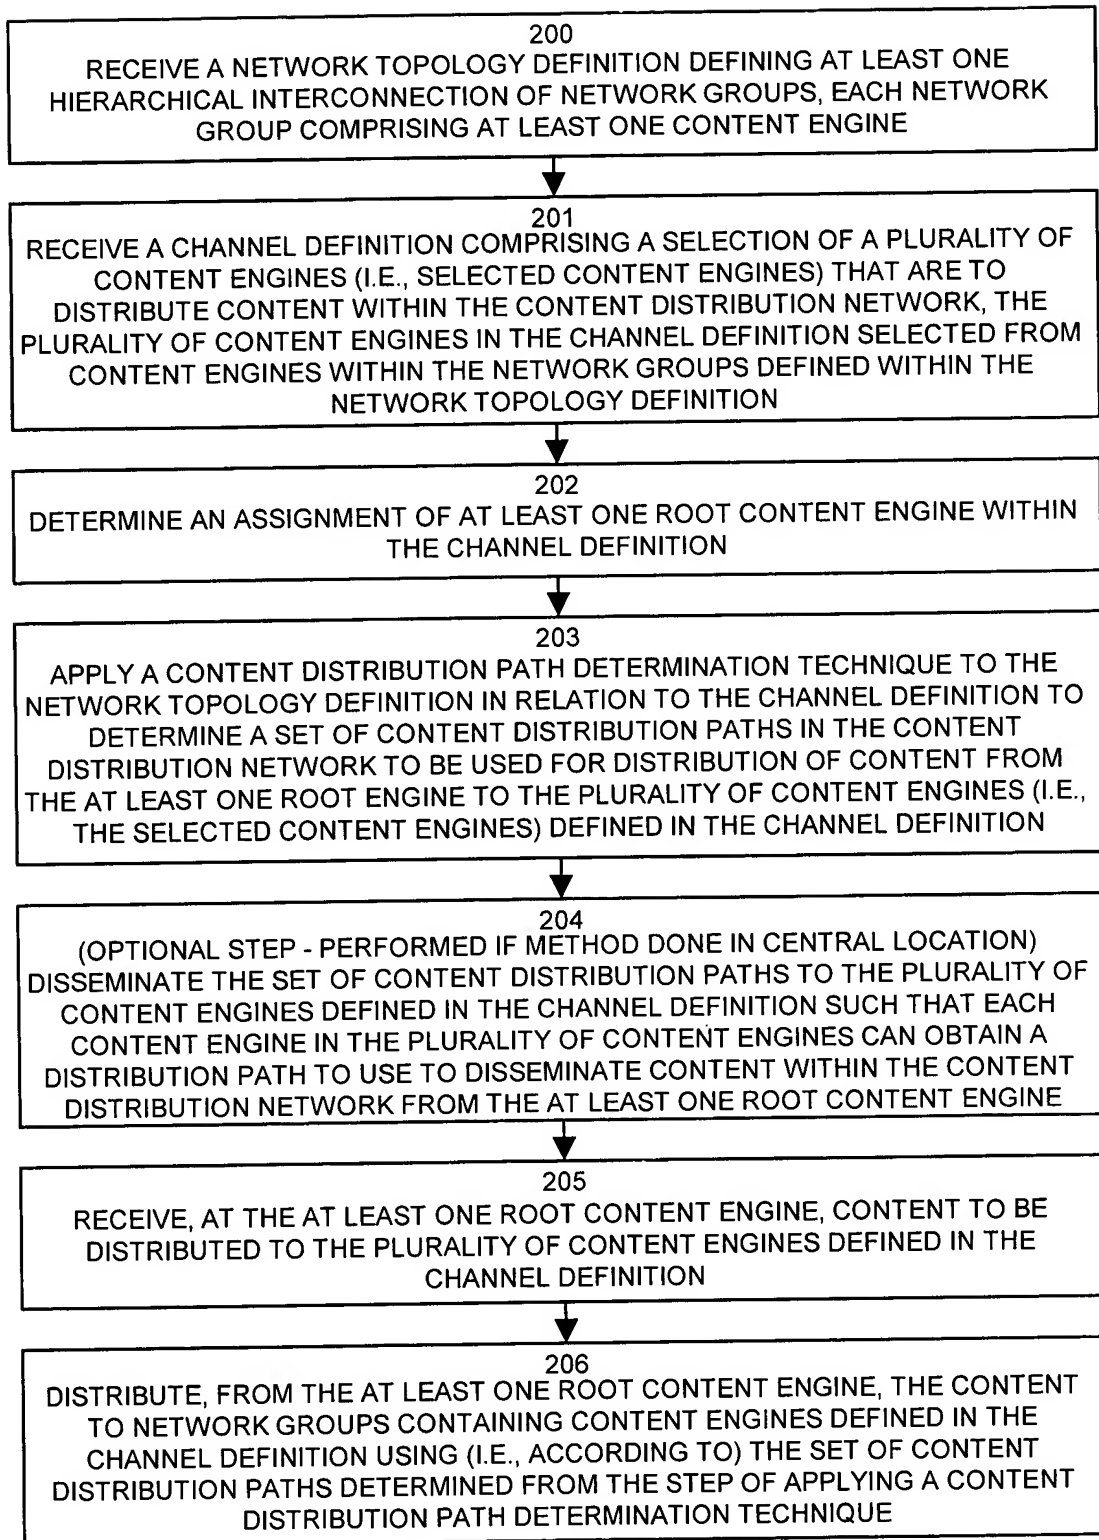 200
RECEIVE A NETWORK TOPOLOGY DEFINITION DEFINING AT LEAST ONE
HIERARCHICAL INTERCONNECTION OF NETWORK GROUPS, EACH NETWORK
GROUP COMPRISING AT LEAST ONE CONTENT ENGINE
201
RECEIVE A CHANNEL DEFINITION COMPRISING A SELECTION OF A PLURALITY OF
CONTENT ENGINES (I.E., SELECTED CONTENT ENGINES) THAT ARE TO
DISTRIBUTE CONTENT WITHIN THE CONTENT DISTRIBUTION NETWORK, THE
PLURALITY OF CONTENT ENGINES IN THE CHANNEL DEFINITION SELECTED FROM
CONTENT ENGINES WITHIN THE NETWORK GROUPS DEFINED WITHIN THE
NETWORK TOPOLOGY DEFINITION
202
DETERMINE AN ASSIGNMENT OF AT LEAST ONE ROOT CONTENT ENGINE WITHIN
THE CHANNEL DEFINITION
203
APPLY A CONTENT DISTRIBUTION PATH DETERMINATION TECHNIQUE TO THE
NETWORK TOPOLOGY DEFINITION IN RELATION TO THE CHANNEL DEFINITION TO
DETERMINE A SET OF CONTENT DISTRIBUTION PATHS IN THE CONTENT
DISTRIBUTION NETWORK TO BE USED FOR DISTRIBUTION OF CONTENT FROM
THE AT LEAST ONE ROOT ENGINE TO THE PLURALITY OF CONTENT ENGINES (I.E.,
THE SELECTED CONTENT ENGINES) DEFINED IN THE CHANNEL DEFINITION
204
(OPTIONAL STEP - PERFORMED IF METHOD DONE IN CENTRAL LOCATION)
DISSEMINATE THE SET OF CONTENT DISTRIBUTION PATHS TO THE PLURALITY OF
CONTENT ENGINES DEFINED IN THE CHANNEL DEFINITION SUCH THAT EACH
CONTENT ENGINE IN THE PLURALITY OF CONTENT ENGINES CAN OBTAIN A
DISTRIBUTION PATH TO USE TO DISSEMINATE CONTENT WITHIN THE CONTENT
DISTRIBUTION NETWORK FROM THE AT LEAST ONE ROOT CONTENT ENGINE
205
RECEIVE, AT THE AT LEAST ONE ROOT CONTENT ENGINE, CONTENT TO BE
DISTRIBUTED TO THE PLURALITY OF CONTENT ENGINES DEFINED IN THE
CHANNEL DEFINITION
206
DISTRIBUTE, FROM THE AT LEAST ONE ROOT CONTENT ENGINE, THE CONTENT
TO NETWORK GROUPS CONTAINING CONTENT ENGINES DEFINED IN THE
CHANNEL DEFINITION USING (I.E., ACCORDING TO) THE SET OF CONTENT
DISTRIBUTION PATHS DETERMINED FROM THE STEP OF APPLYING A CONTENT
DISTRIBUTION PATH DETERMINATION TECHNIQUE